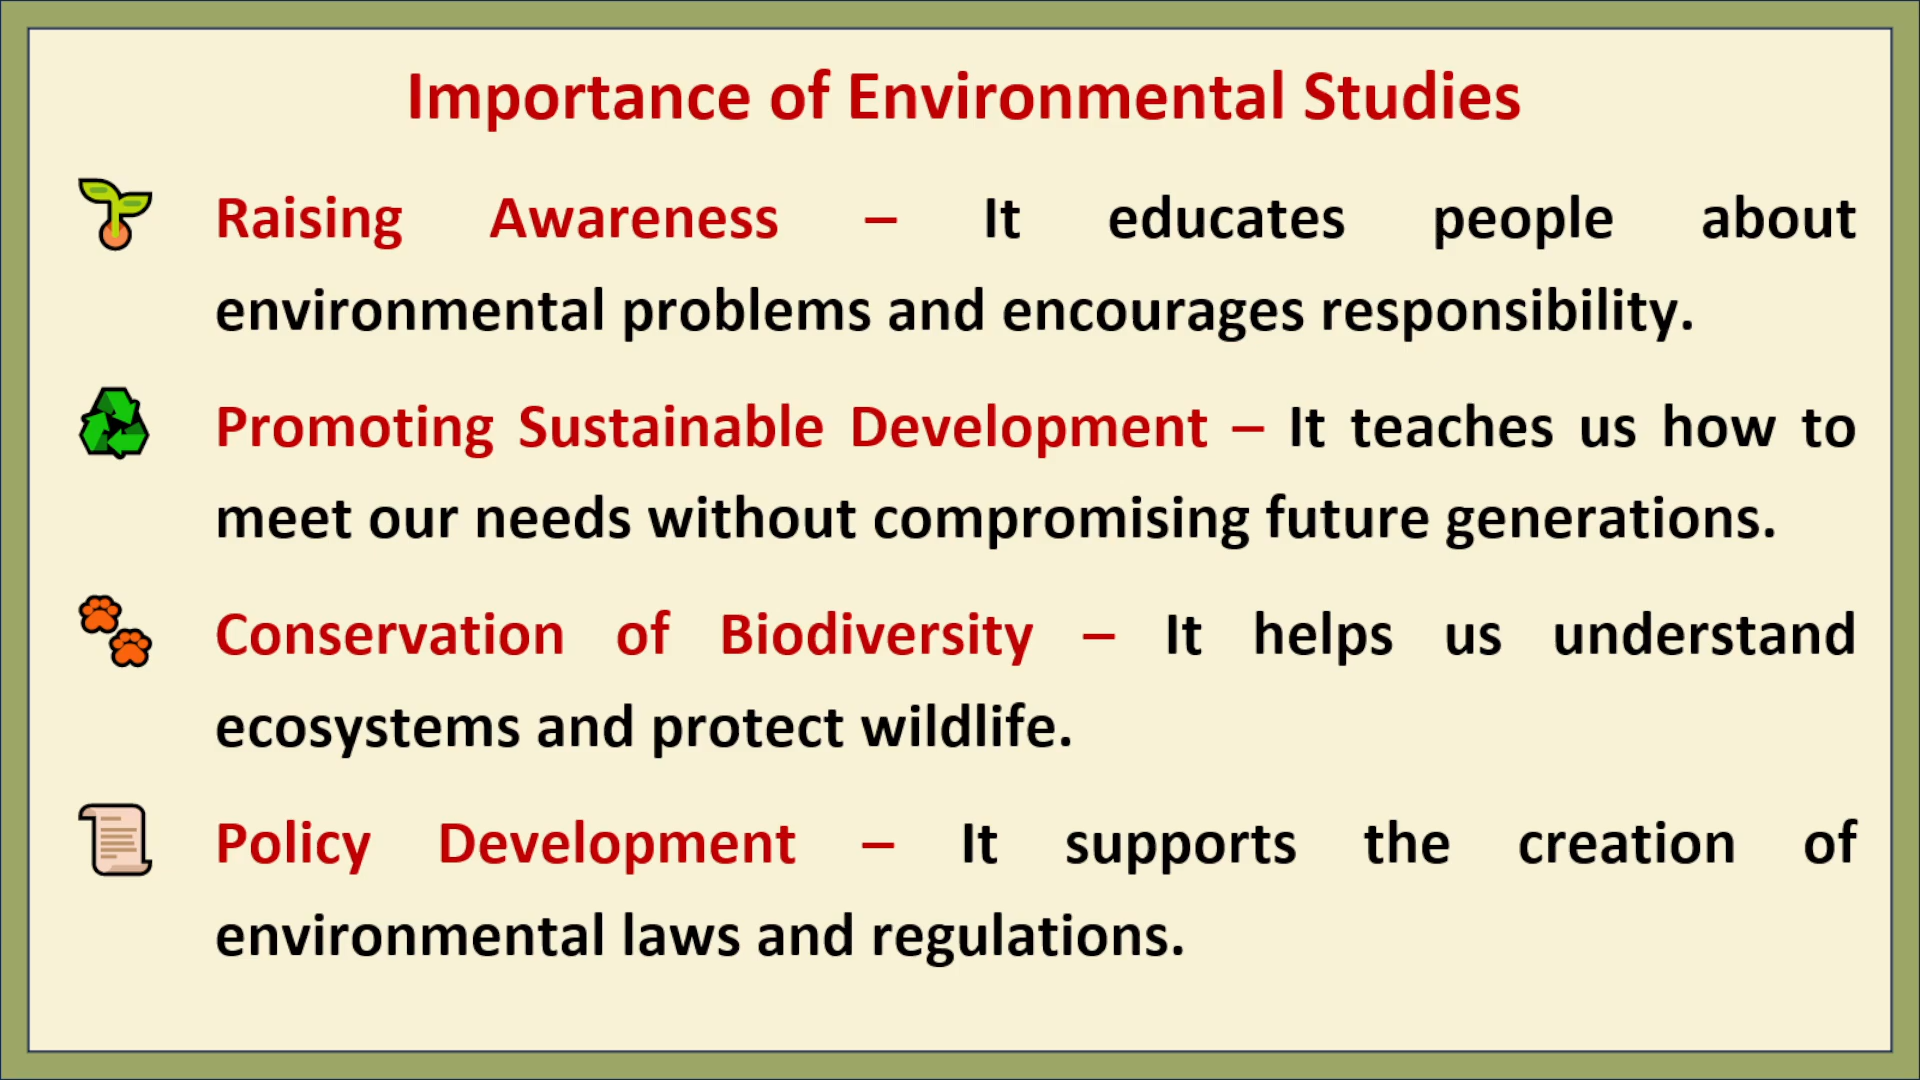 Importance of Environmental Studies
Raising Awareness – It educates people about
environmental problems and encourages responsibility.
Promoting Sustainable Development – It teaches us how to
meet our needs without compromising future generations.
Conservation of Biodiversity – It helps us understand
ecosystems and protect wildlife.
Policy Development – It supports the creation of
environmental laws and regulations.